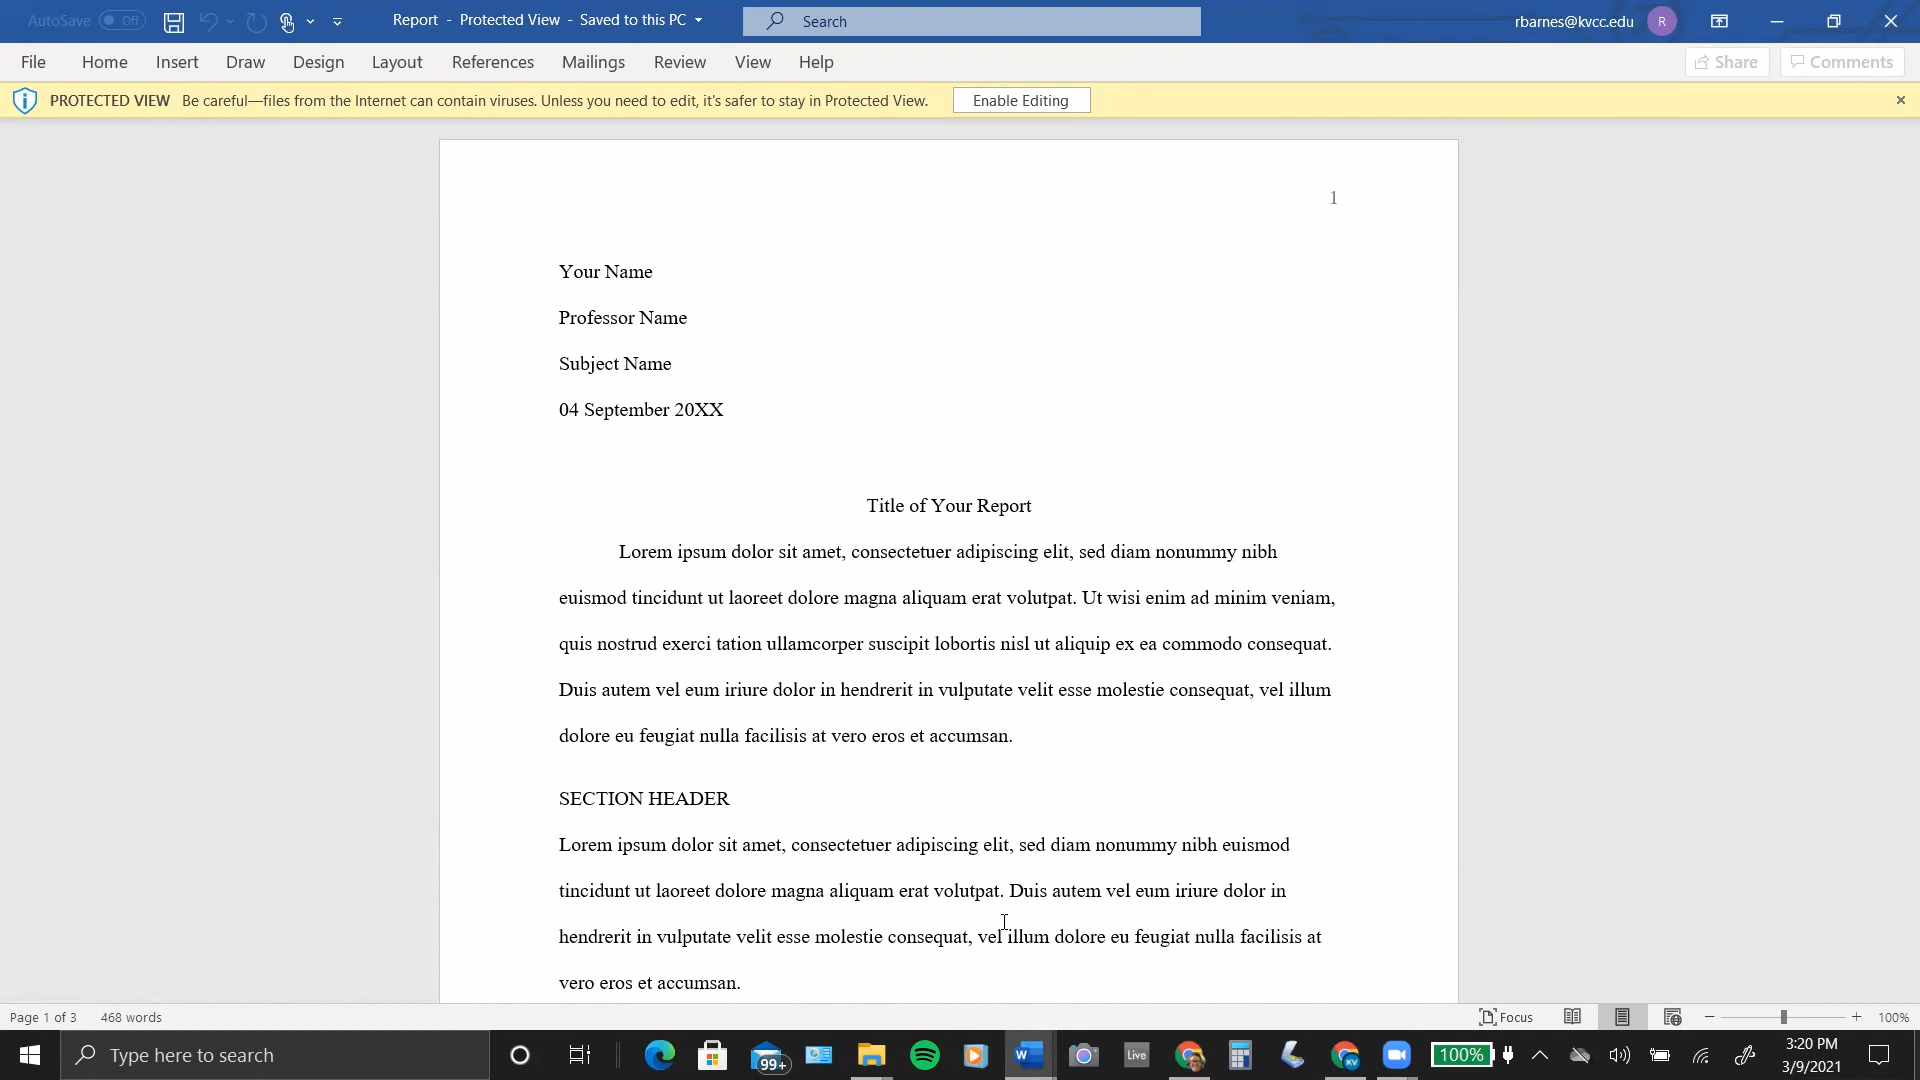 AutoSave Off Report - Protected View - Saved to this PC Search rbarnes@kvcc.edu R
File Home Insert Draw Design Layout References Mailings Review View Help Share Comments
PROTECTED VIEW Be careful—files from the Internet can contain viruses. Unless you need to edit, it's safer to stay in Protected View. Enable Editing
1
Your Name
Professor Name
Subject Name
04 September 20XX
Title of Your Report
Lorem ipsum dolor sit amet, consectetuer adipiscing elit, sed diam nonummy nibh
euismod tincidunt ut laoreet dolore magna aliquam erat volutpat. Ut wisi enim ad minim veniam,
quis nostrud exerci tation ullamcorper suscipit lobortis nisl ut aliquip ex ea commodo consequat.
Duis autem vel eum iriure dolor in hendrerit in vulputate velit esse molestie consequat, vel illum
dolore eu feugiat nulla facilisis at vero eros et accumsan.
SECTION HEADER
Lorem ipsum dolor sit amet, consectetuer adipiscing elit, sed diam nonummy nibh euismod
tincidunt ut laoreet dolore magna aliquam erat volutpat. Duis autem vel eum iriure dolor in
hendrerit in vulputate velit esse molestie consequat, vel illum dolore eu feugiat nulla facilisis at
vero eros et accumsan.
Page 1 of 3 468 words Focus 100%
Type here to search 99+ W Live KV 100% 3:20 PM
3/9/2021